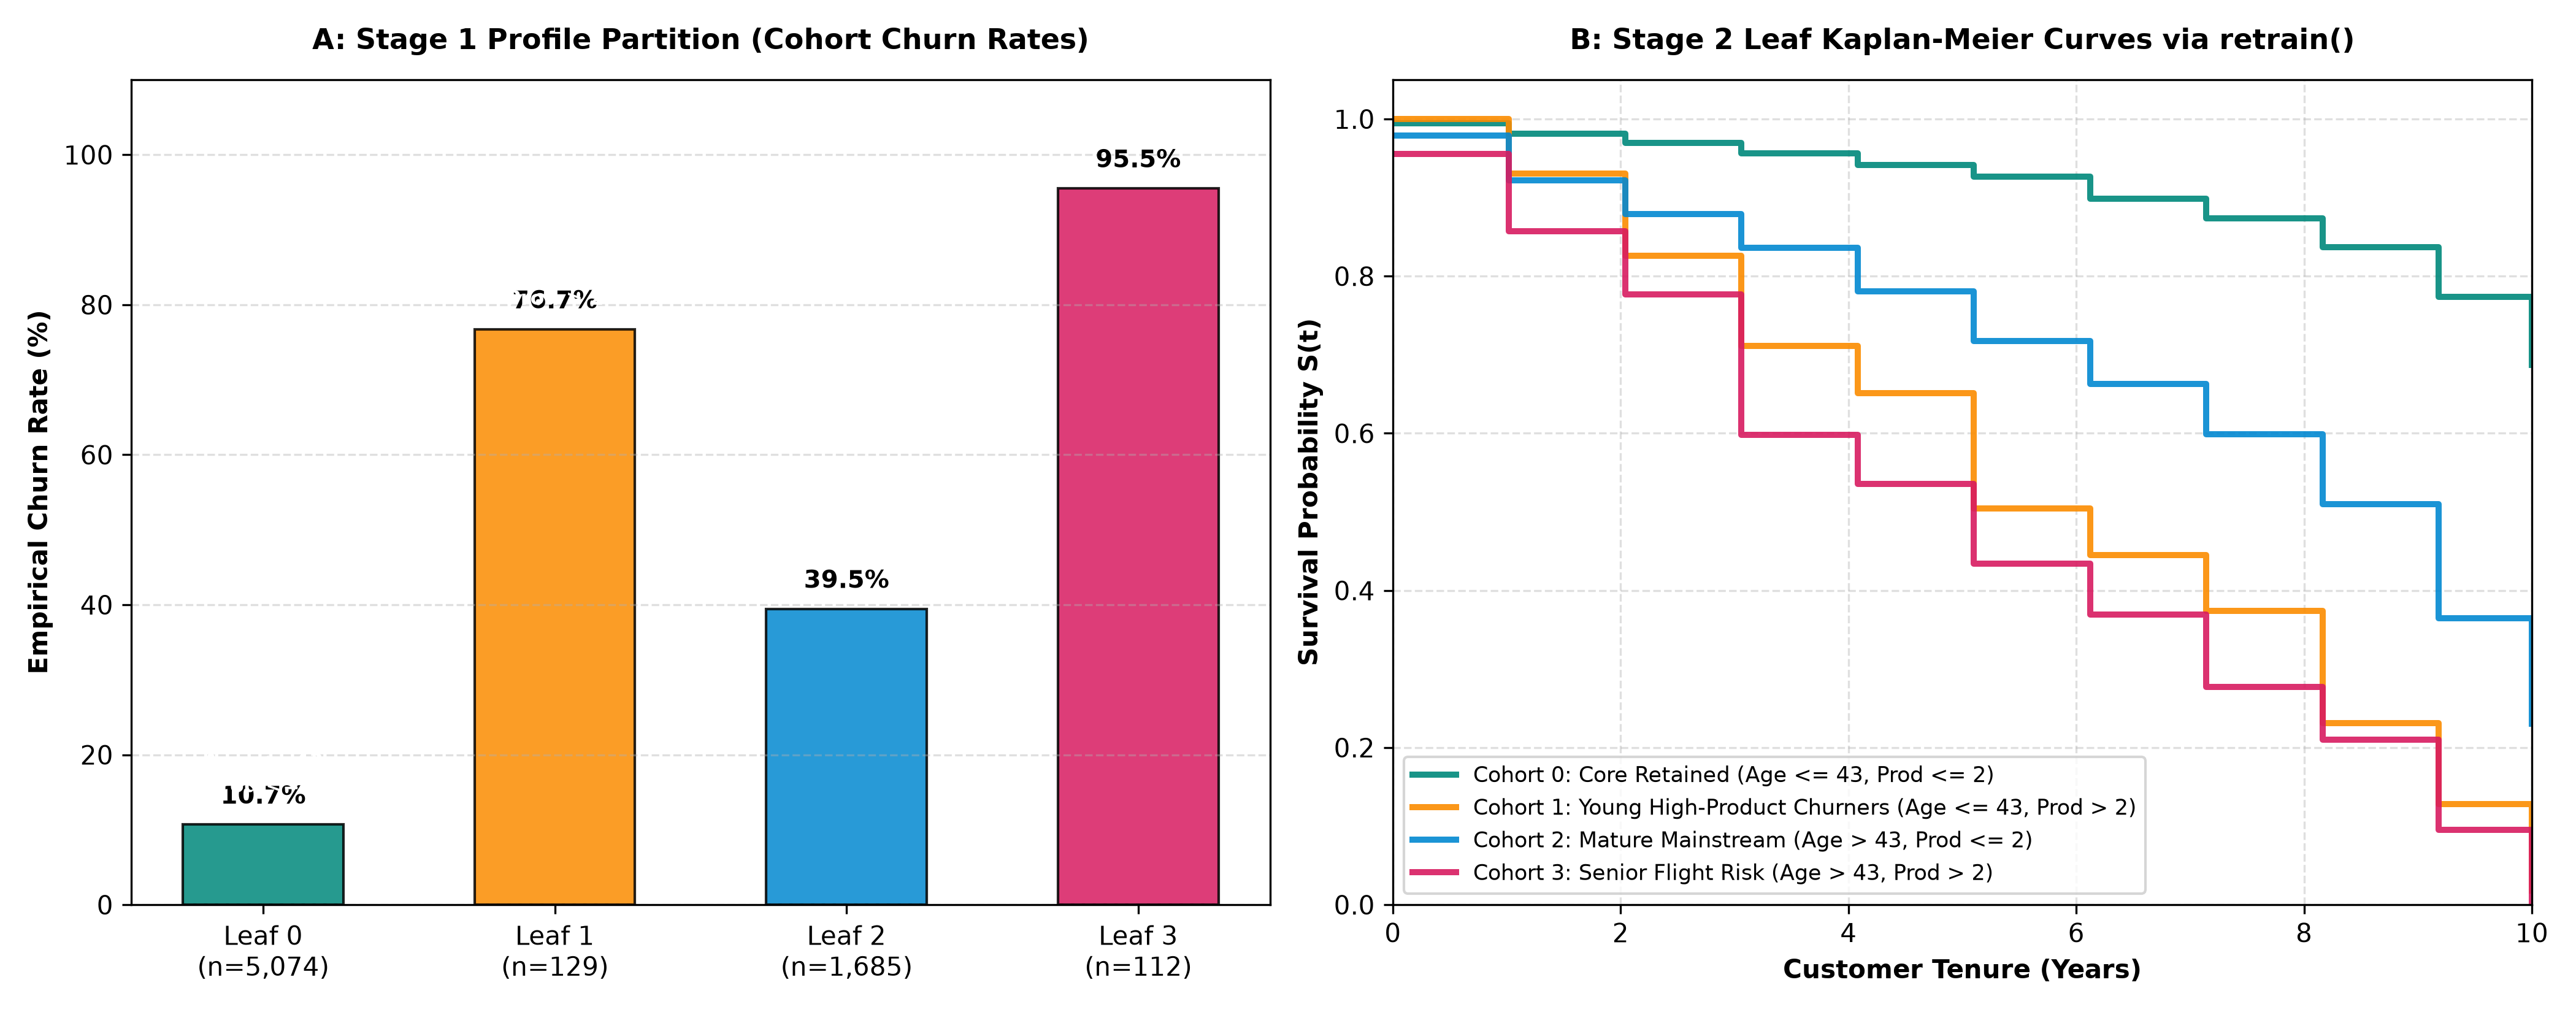 A: Stage 1 Profile Partition (Cohort Churn Rates)
Empirical Churn Rate (%)
100
80
60
40
20
0
10.7%
76.7%
39.5%
95.5%
Leaf 0
(n=5,074)
Leaf 1
(n=129)
Leaf 2
(n=1,685)
Leaf 3
(n=112)
B: Stage 2 Leaf Kaplan-Meier Curves via retrain()
Survival Probability S(t)
1.0
0.8
0.6
0.4
0.2
0.0
Cohort 0: Core Retained (Age <= 43, Prod <= 2)
Cohort 1: Young High-Product Churners (Age <= 43, Prod > 2)
Cohort 2: Mature Mainstream (Age > 43, Prod <= 2)
Cohort 3: Senior Flight Risk (Age > 43, Prod > 2)
0
2
4
6
8
10
Customer Tenure (Years)